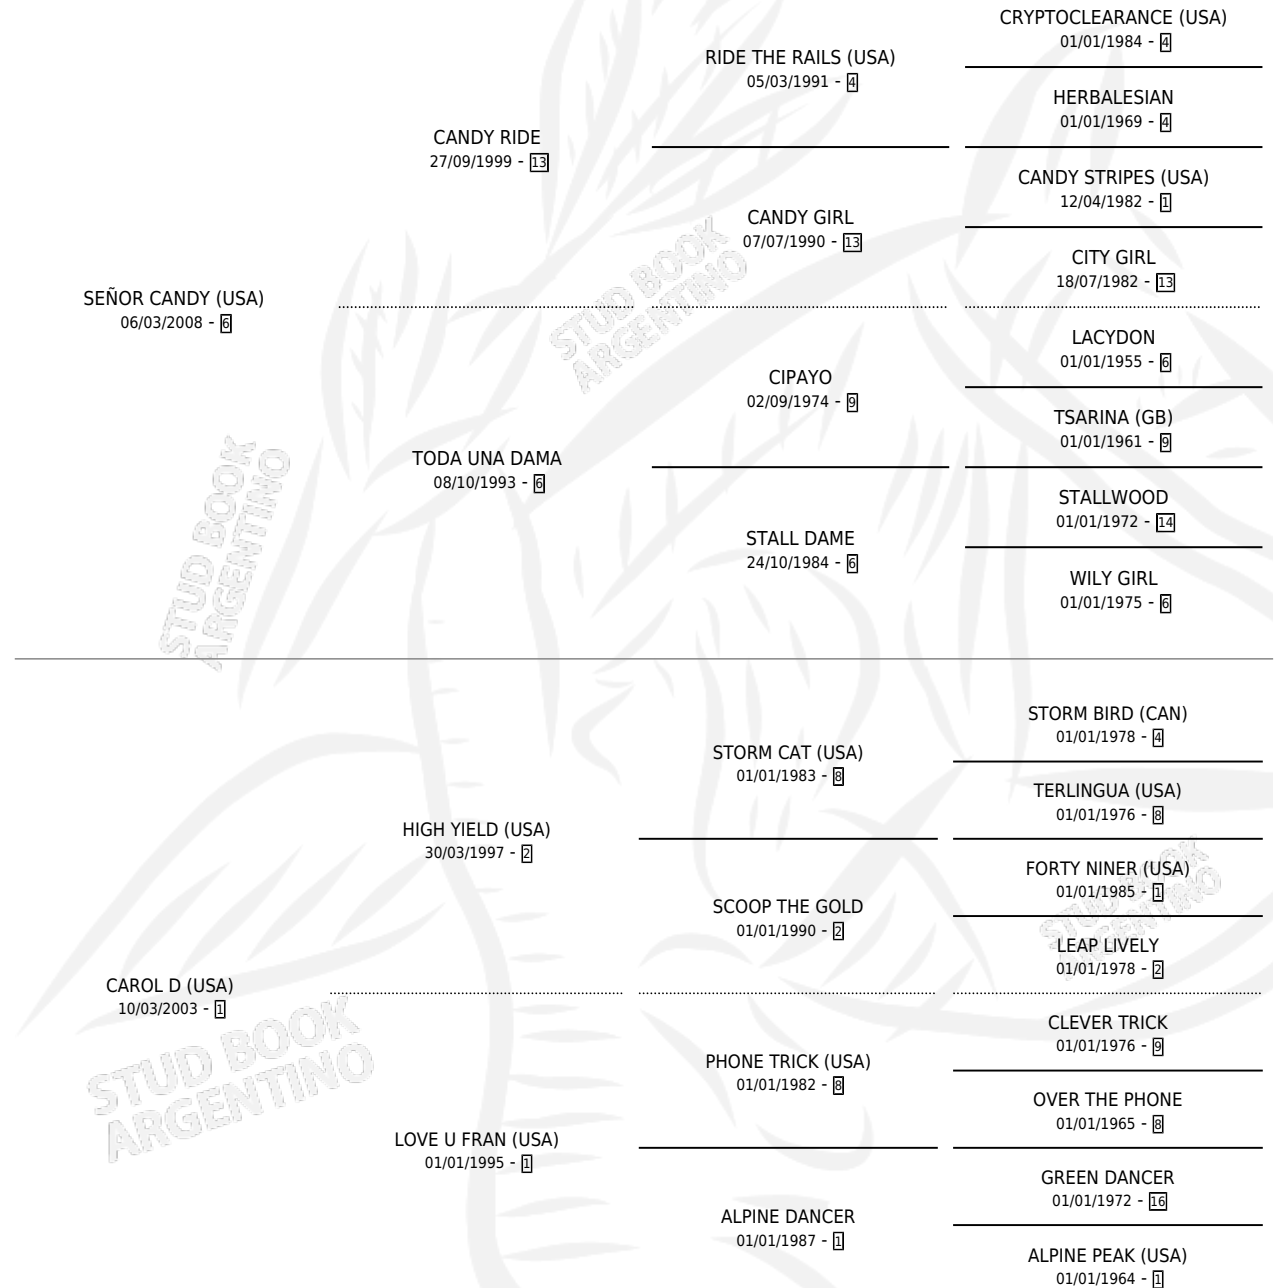 CRYPTOCLEARANCE (USA)
01/01/1984 - 4
RIDE THE RAILS (USA)
05/03/1991 - 4
HERBALESIAN
01/01/1969 - 4
CANDY RIDE
27/09/1999 - 13
CANDY STRIPES (USA)
12/04/1982 - 1
CANDY GIRL
07/07/1990 - 13
CITY GIRL
18/07/1982 - 13
SEÑOR CANDY (USA)
06/03/2008 - 6
LACYDON
01/01/1955 - 6
CIPAYO
02/09/1974 - 9
TSARINA (GB)
01/01/1961 - 9
TODA UNA DAMA
08/10/1993 - 6
STALLWOOD
01/01/1972 - 14
STALL DAME
24/10/1984 - 6
WILY GIRL
01/01/1975 - 6
STORM BIRD (CAN)
01/01/1978 - 4
STORM CAT (USA)
01/01/1983 - 8
TERLINGUA (USA)
01/01/1976 - 8
HIGH YIELD (USA)
30/03/1997 - 2
FORTY NINER (USA)
01/01/1985 - 1
SCOOP THE GOLD
01/01/1990 - 2
LEAP LIVELY
01/01/1978 - 2
CAROL D (USA)
10/03/2003 - 1
CLEVER TRICK
01/01/1976 - 9
PHONE TRICK (USA)
01/01/1982 - 8
OVER THE PHONE
01/01/1965 - 8
LOVE U FRAN (USA)
01/01/1995 - 1
GREEN DANCER
01/01/1972 - 16
ALPINE DANCER
01/01/1987 - 1
ALPINE PEAK (USA)
01/01/1964 - 1
STUD BOOK
ARGENTINO
STUD BOOK
ARGENTINO
STUD BOOK
ARGENTINO
STUD BOOK
ARGENTINO